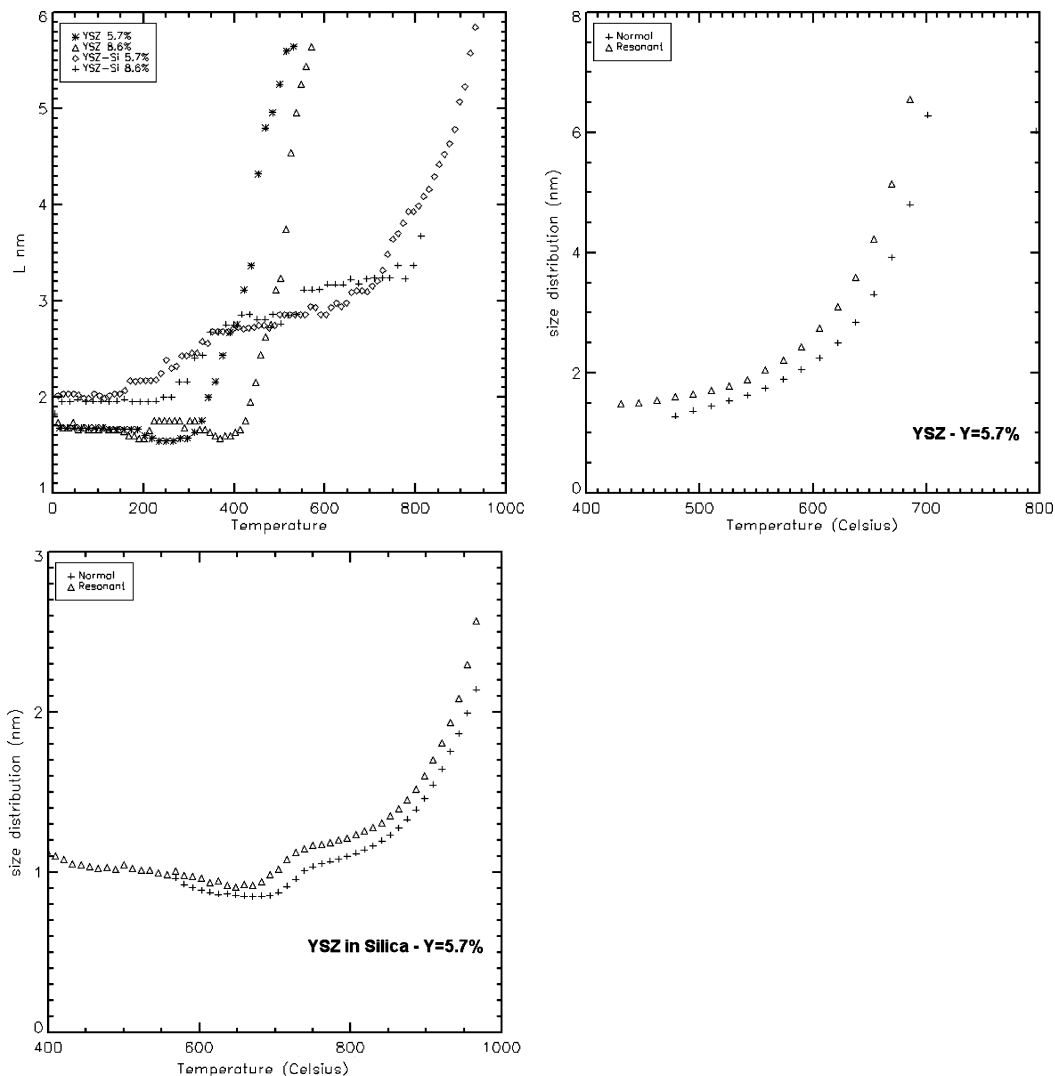 6
5
4
3
2
1
L nm
YSZ 5.7%
YSZ 8.6%
YSZ-Si 5.7%
YSZ-Si 8.6%
0
200
400
600
800
1000
Temperature
8
6
4
2
0
size distribution (nm)
Normal
Resonant
YSZ - Y=5.7%
400
500
600
700
800
Temperature (Celsius)
3
2
1
0
size distribution (nm)
Normal
Resonant
YSZ in Silica - Y=5.7%
400
600
800
1000
Temperature (Celsius)